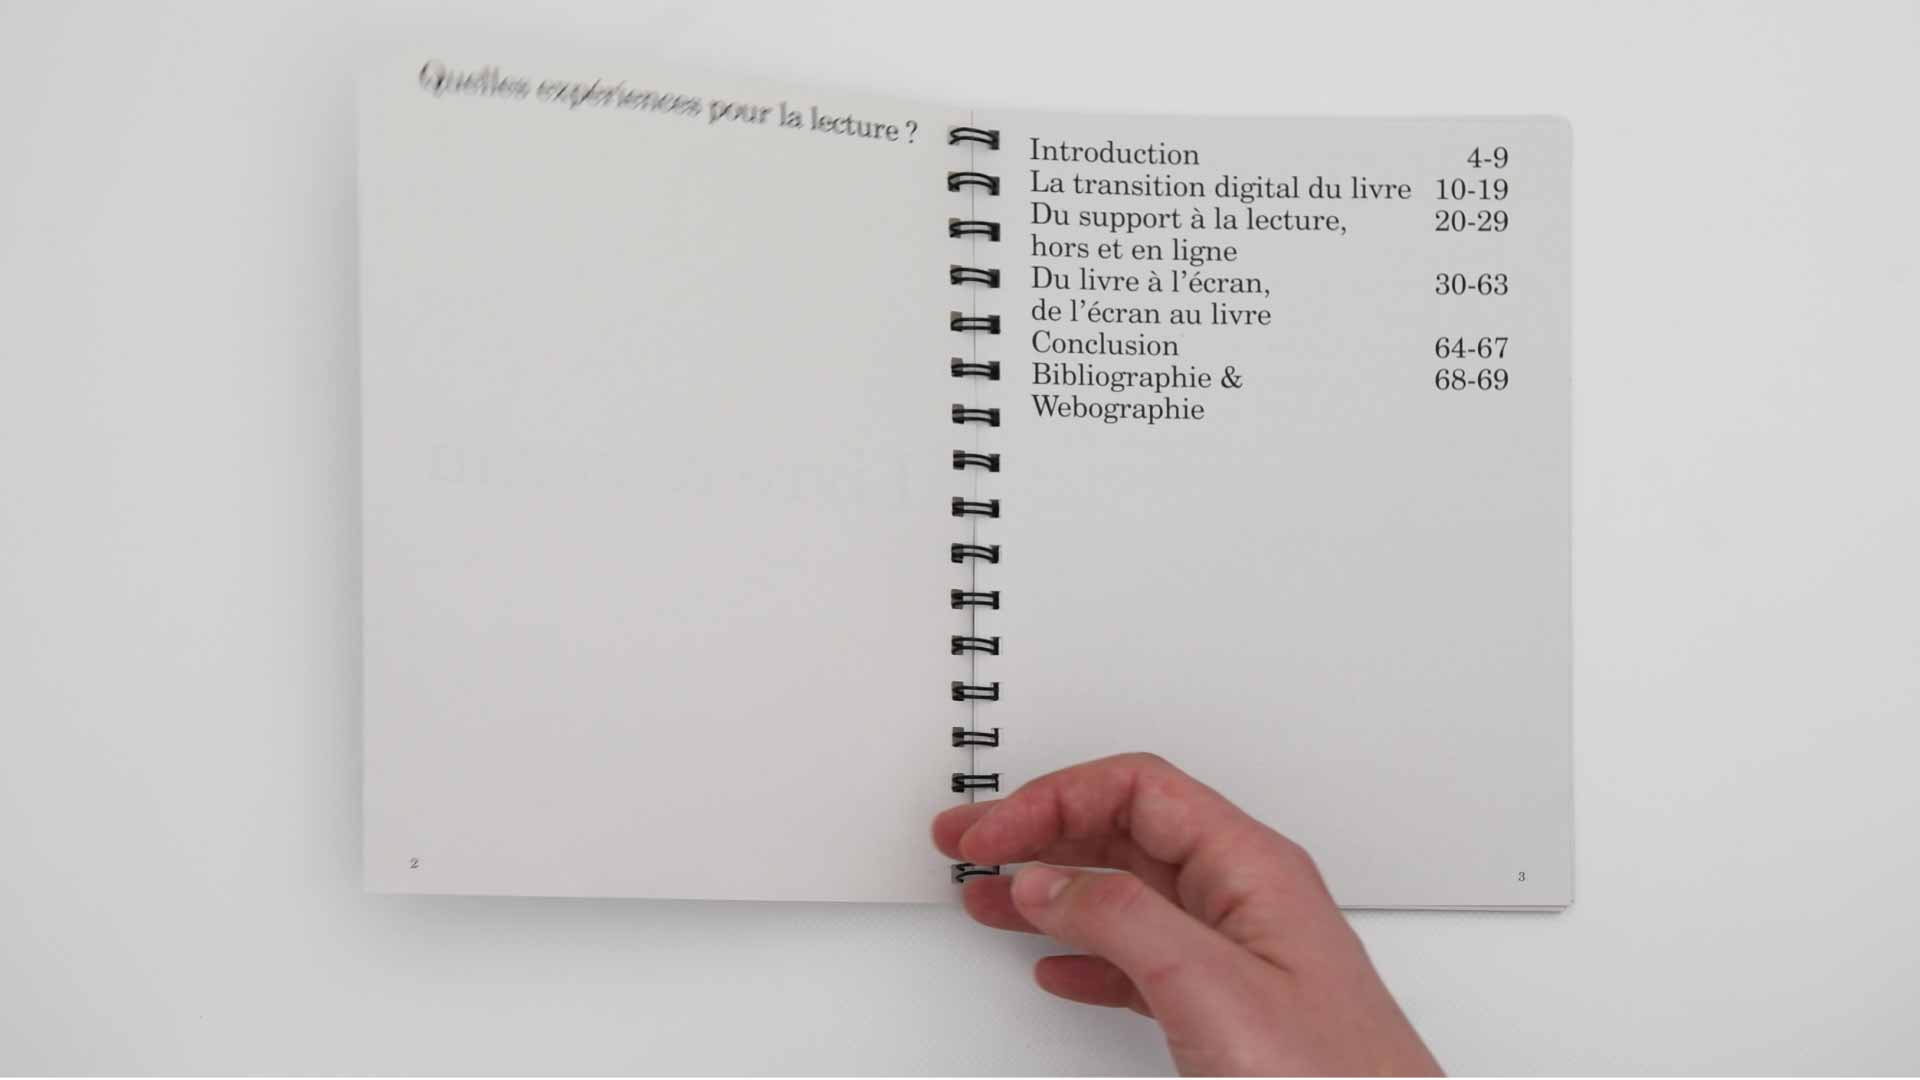 Quelles expériences pour la lecture ?
2
Introduction 4-9
La transition digital du livre 10-19
Du support à la lecture, 20-29
hors et en ligne
Du livre à l’écran, 30-63
de l’écran au livre
Conclusion 64-67
Bibliographie & 68-69
Webographie
3